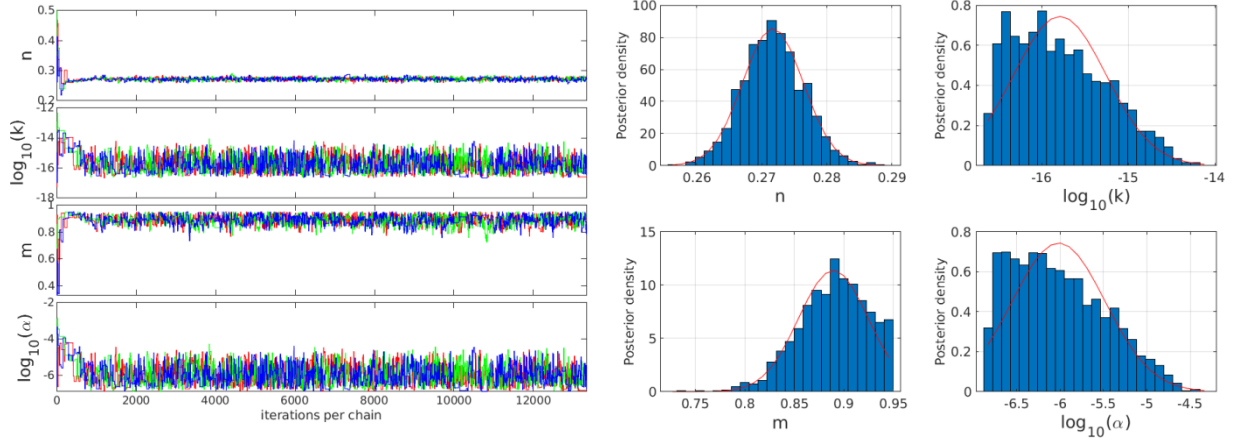 n
0.5
0.4
0.3
0.2
log10(k)
-12
-14
-16
-18
m
1
0.8
0.6
0.4
log10(α)
-2
-4
-6
0 2000 4000 6000 8000 10000 12000
iterations per chain
Posterior density
100
80
60
40
20
0
0.26 0.27 0.28 0.29
n
Posterior density
0.8
0.6
0.4
0.2
0
-16 -15 -14
log10(k)
Posterior density
15
10
5
0
0.75 0.8 0.85 0.9 0.95
m
Posterior density
0.8
0.6
0.4
0.2
0
-6.5 -6 -5.5 -5 -4.5
log10(α)